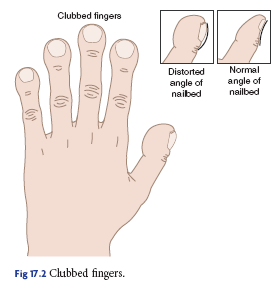 Clubbed fingers
Distorted
angle of
nailbed
Normal
angle of
nailbed
Fig 17.2 Clubbed fingers.